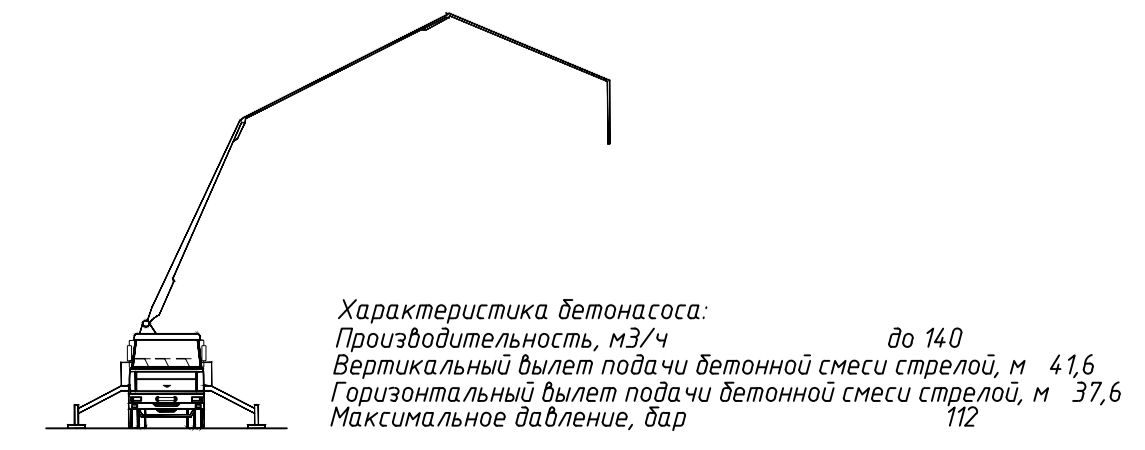 Характеристика бетонасоса:
Производительность, м3/ч до 140
Вертикальный вылет подачи бетонной смеси стрелой, м 41,6
Горизонтальный вылет подачи бетонной смеси стрелой, м 37,6
Максимальное давление, бар 112